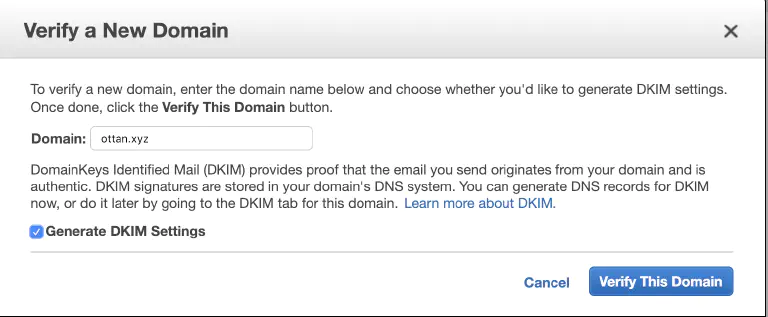 Verify a New Domain
To verify a new domain, enter the domain name below and choose whether you'd like to generate DKIM settings.
Once done, click the Verify This Domain button.
Domain: ottan.xyz
DomainKeys Identified Mail (DKIM) provides proof that the email you send originates from your domain and is
authentic. DKIM signatures are stored in your domain's DNS system. You can generate DNS records for DKIM
now, or do it later by going to the DKIM tab for this domain. Learn more about DKIM.
Generate DKIM Settings
Cancel Verify This Domain